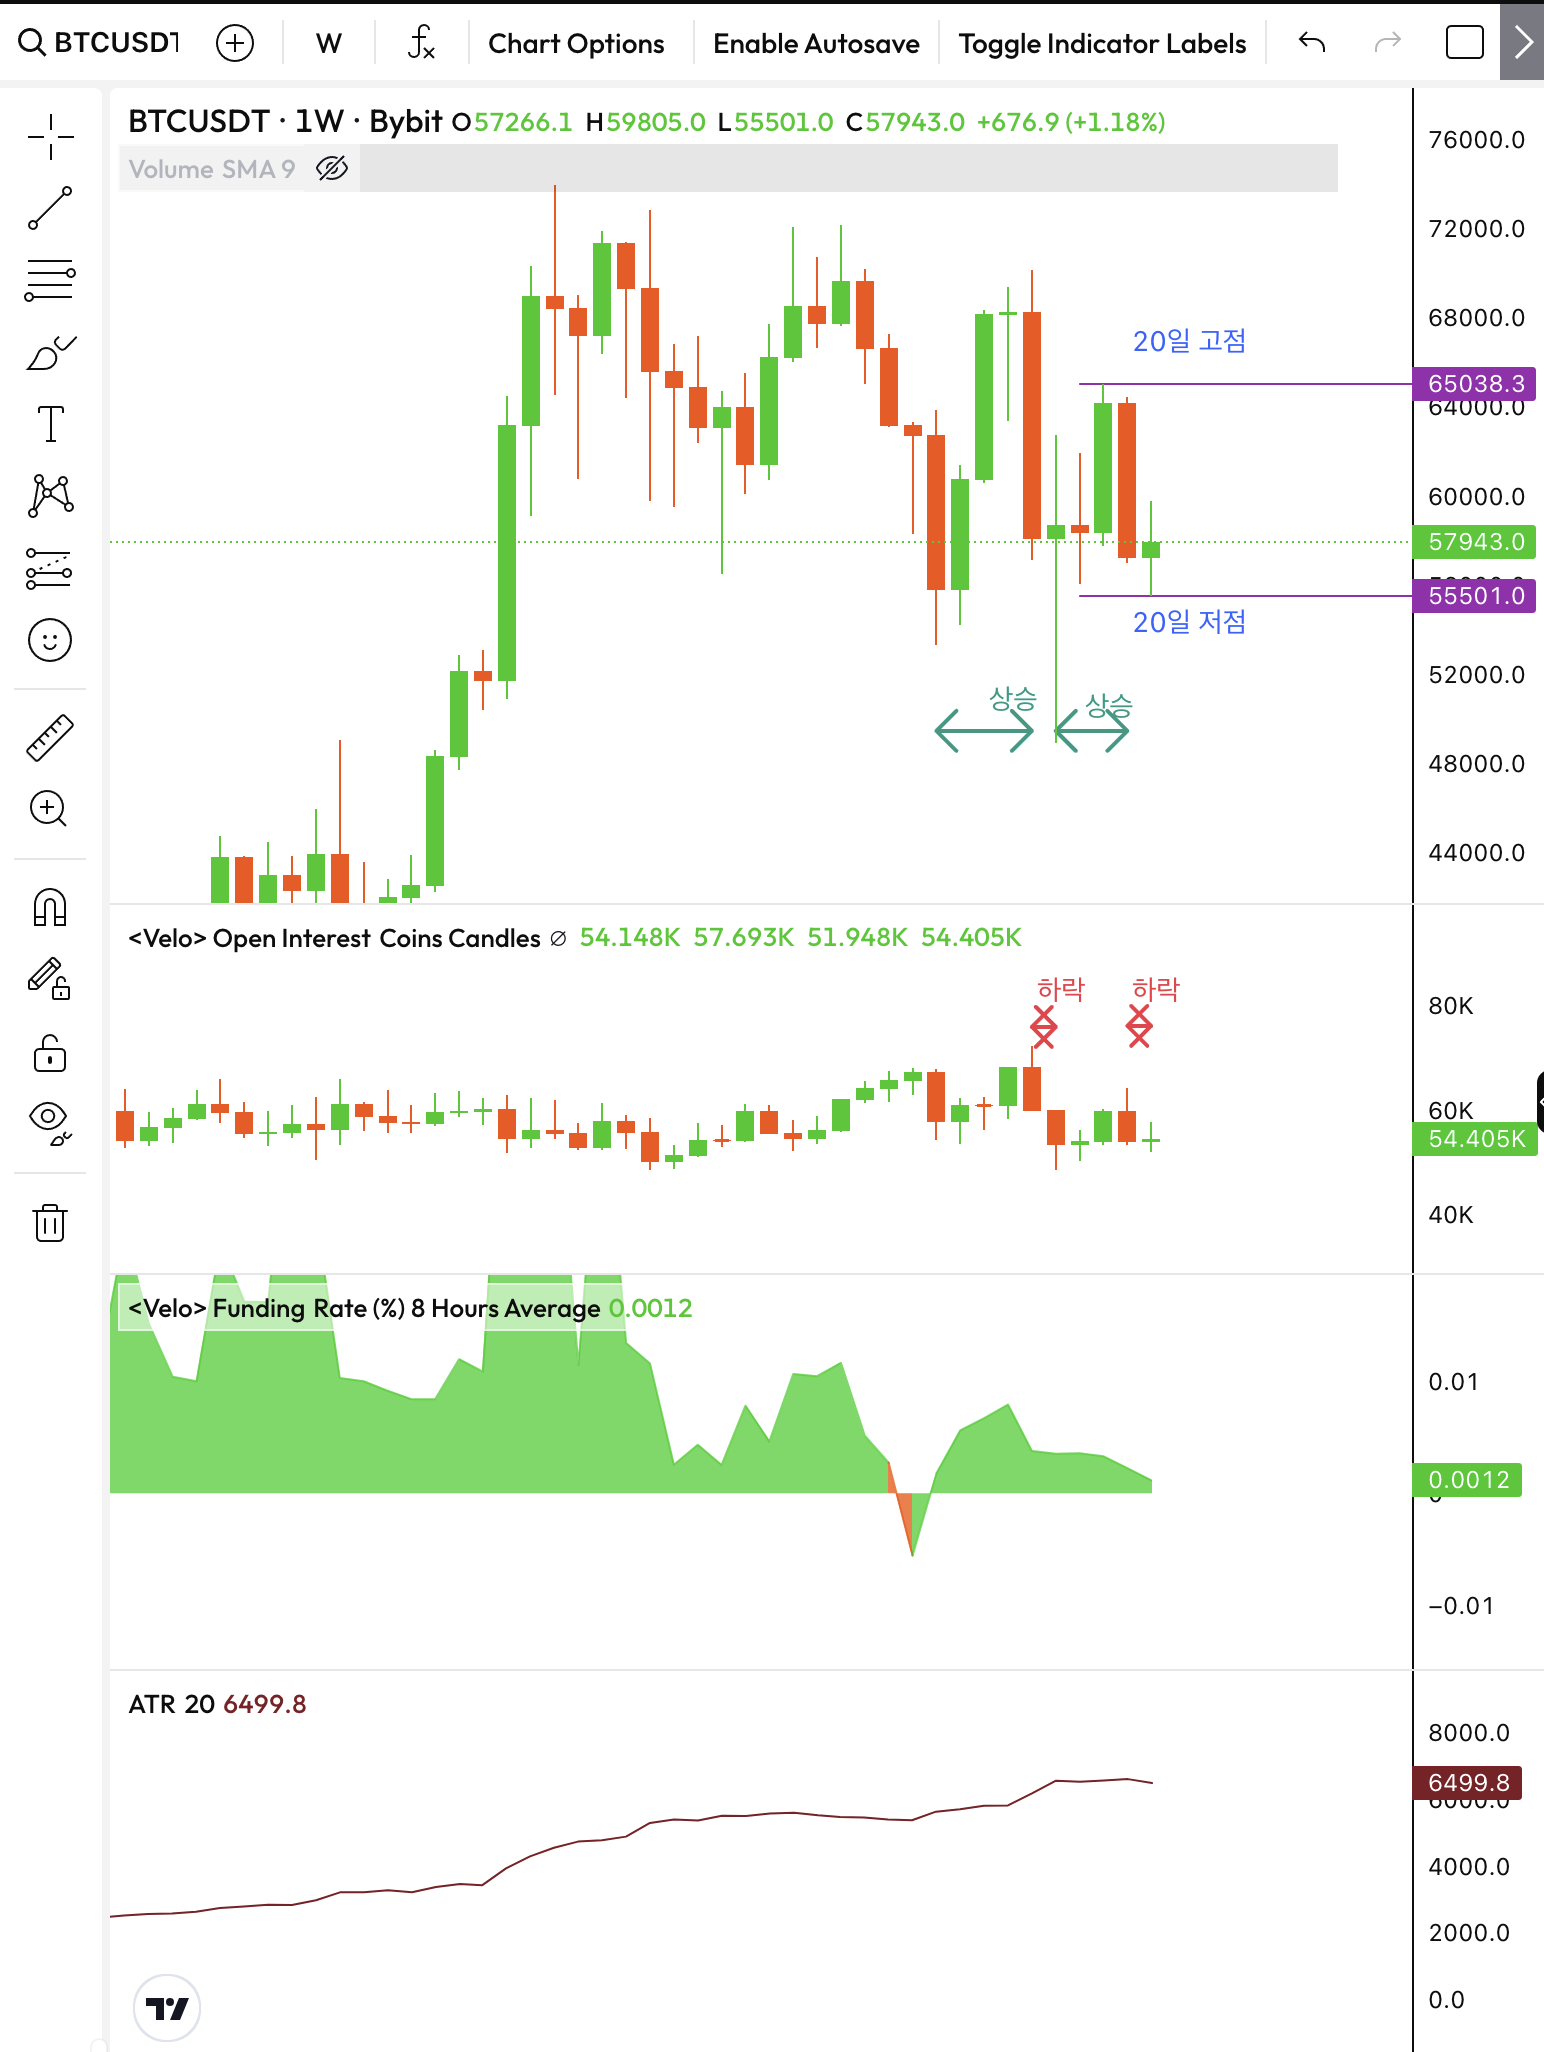 BTCUSDT W Chart Options Enable Autosave Toggle Indicator Labels
BTCUSDT · 1W · Bybit O57266.1 H59805.0 L55501.0 C57943.0 +676.9 (+1.18%)
Volume SMA 9
76000.0
72000.0
68000.0
20일 고점
65038.3
64000.0
60000.0
57943.0
55501.0
20일 저점
52000.0
상승 상승
48000.0
44000.0
<Velo> Open Interest Coins Candles ∅ 54.148K 57.693K 51.948K 54.405K
하락 하락
80K
60K
54.405K
40K
<Velo> Funding Rate (%) 8 Hours Average 0.0012
0.01
0.0012
−0.01
ATR 20 6499.8
8000.0
6499.8
6000.0
4000.0
2000.0
0.0